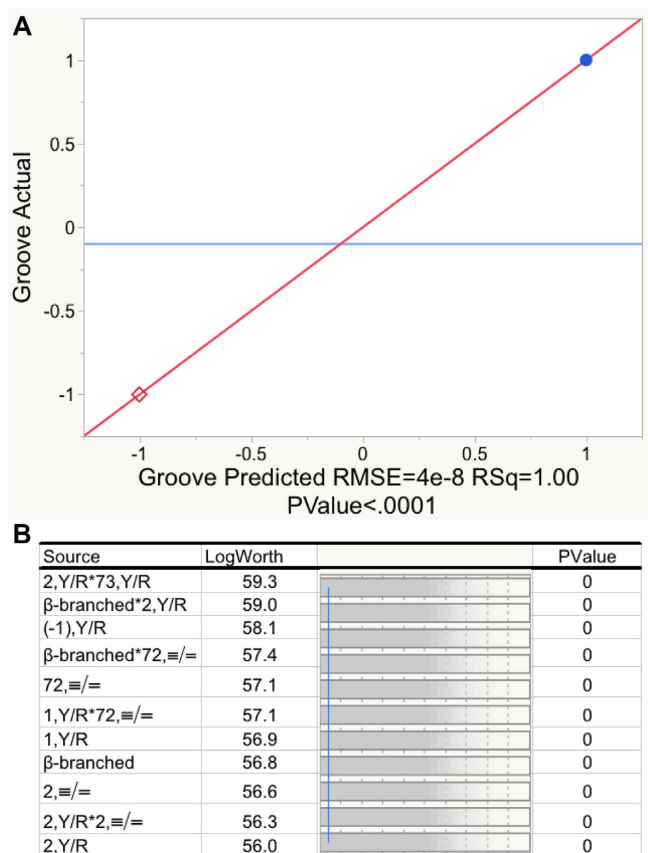 A
Groove Actual
1
0.5
0
-0.5
-1
-1 -0.5 0 0.5 1
Groove Predicted RMSE=4e-8 RSq=1.00
PValue<.0001
B
Source LogWorth PValue
2,Y/R*73,Y/R 59.3 0
β-branched*2,Y/R 59.0 0
(-1),Y/R 58.1 0
β-branched*72,≡/= 57.4 0
72,≡/= 57.1 0
1,Y/R*72,≡/= 57.1 0
1,Y/R 56.9 0
β-branched 56.8 0
2,≡/= 56.6 0
2,Y/R*2,≡/= 56.3 0
2,Y/R 56.0 0